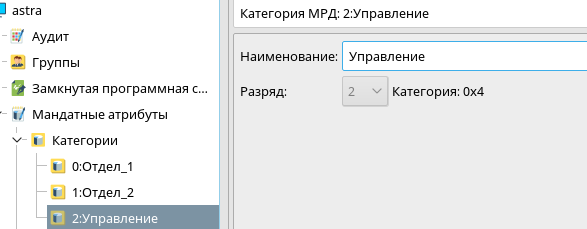 astra
Аудит
Группы
Замкнутая программная с...
Мандатные атрибуты
Категории
0:Отдел_1
1:Отдел_2
2:Управление
Категория МРД: 2:Управление
Наименование: Управление
Разряд: 2 Категория: 0x4